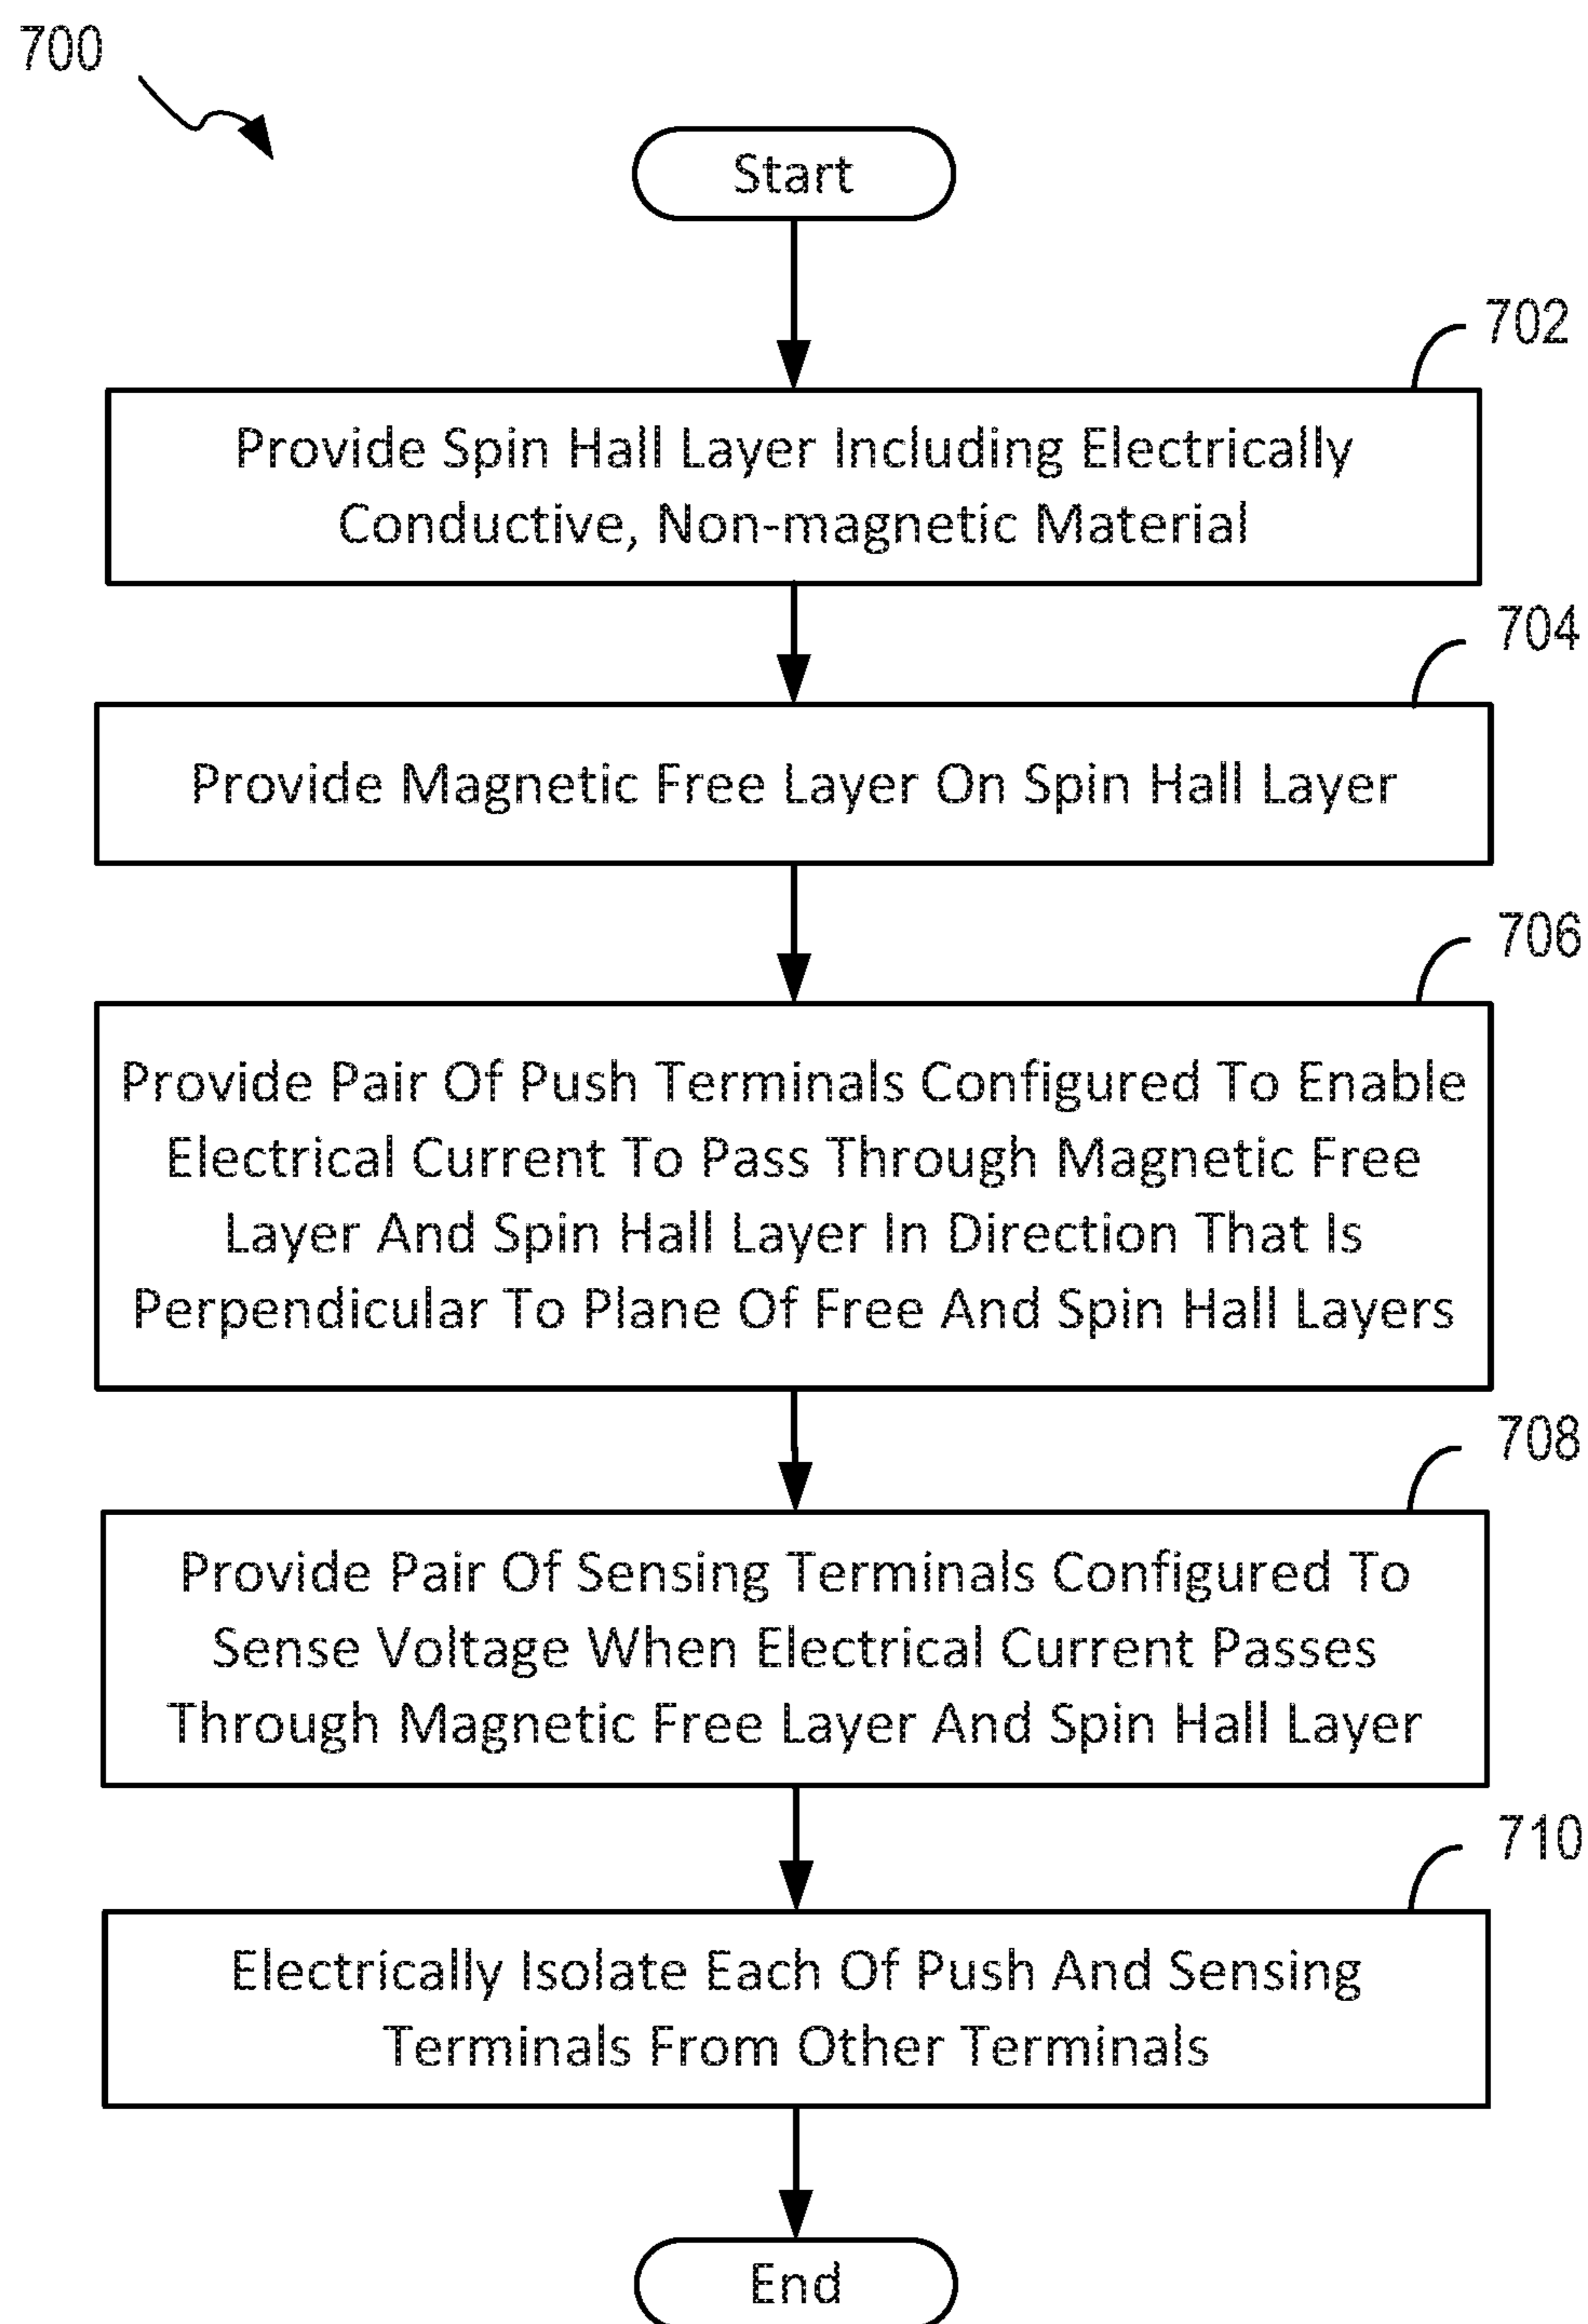 700
Start
702
Provide Spin Hall Layer Including Electrically
Conductive, Non-magnetic Material
704
Provide Magnetic Free Layer On Spin Hall Layer
706
Provide Pair Of Push Terminals Configured To Enable
Electrical Current To Pass Through Magnetic Free
Layer And Spin Hall Layer In Direction That Is
Perpendicular To Plane Of Free And Spin Hall Layers
708
Provide Pair Of Sensing Terminals Configured To
Sense Voltage When Electrical Current Passes
Through Magnetic Free Layer And Spin Hall Layer
710
Electrically Isolate Each Of Push And Sensing
Terminals From Other Terminals
End